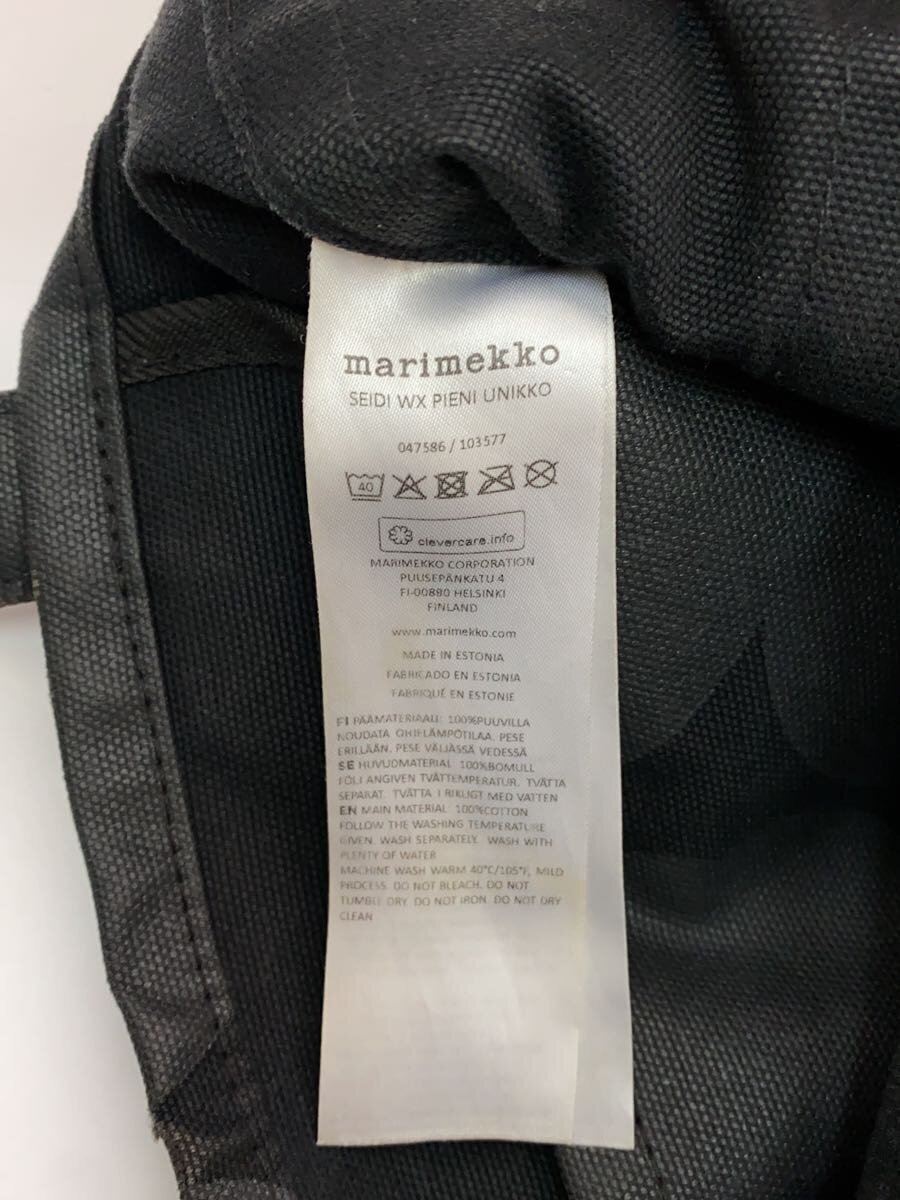 marimekko
SEIDI WX PIENI UNIKKO
047586 / 103577
40
clevercare.info
MARIMEKKO CORPORATION
PUUSEPÄNKATU 4
FI-00880 HELSINKI
FINLAND
www.marimekko.com
MADE IN ESTONIA
FABRICADO EN ESTONIA
FABRIQUÉ EN ESTONIE
FI PÄÄMATERIAALI: 100%PUUVILLA
NOUDATA OHJELÄMPÖTILAA. PESE
ERILLÄÄN. PESE VÄLJÄSSÄ VEDESSÄ
SE HUVUDMATERIAL 100%BOMULL
FÖLJ ANGIVEN TVÄTTEMPERATUR. TVÄTTA
SEPARAT. TVÄTTA I RIKLIGT MED VATTEN
EN MAIN MATERIAL 100%COTTON
FOLLOW THE WASHING TEMPERATURE
GIVEN. WASH SEPARATELY. WASH WITH
PLENTY OF WATER
MACHINE WASH WARM 40°C/105°F, MILD
PROCESS. DO NOT BLEACH. DO NOT
TUMBLE DRY. DO NOT IRON. DO NOT DRY
CLEAN